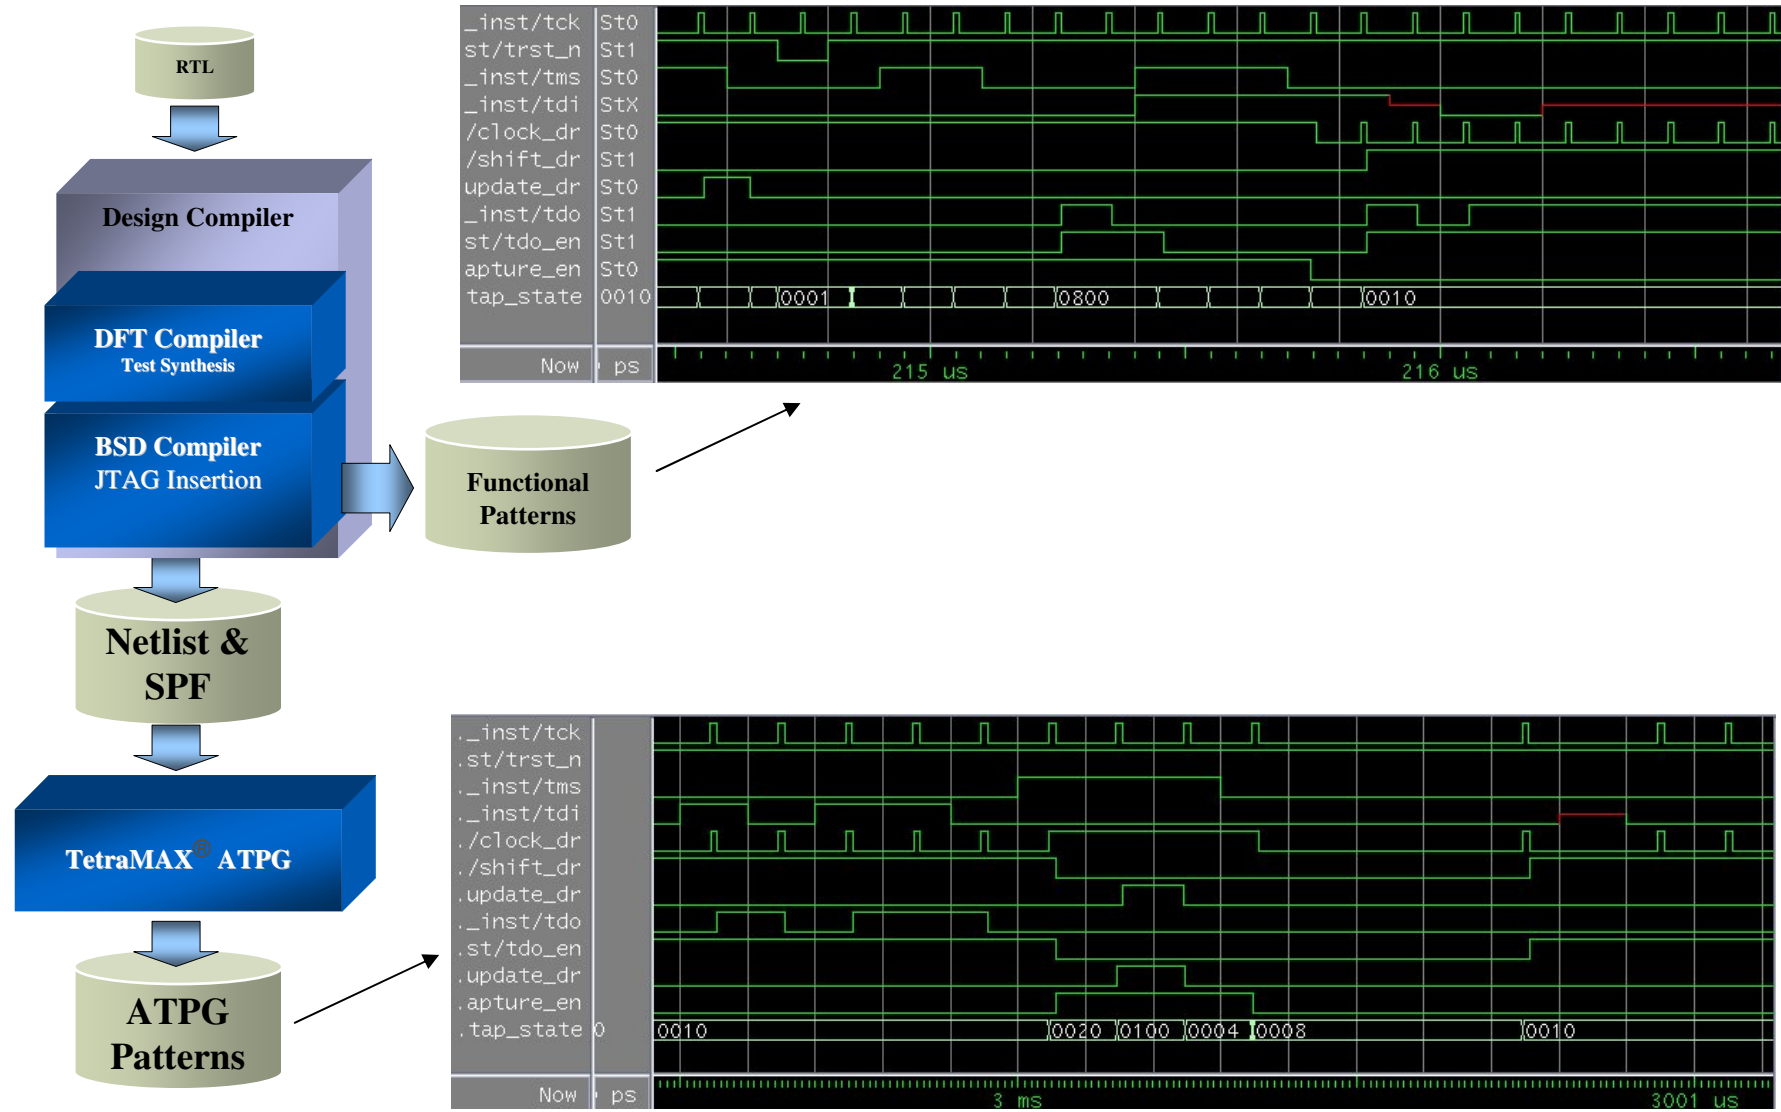 RTL
Design Compiler
DFT Compiler
Test Synthesis
BSD Compiler
JTAG Insertion
Functional
Patterns
Netlist &
SPF
TetraMAX® ATPG
ATPG
Patterns
_inst/tck St0
st/trst_n St1
_inst/tms St0
_inst/tdi StX
/clock_dr St0
/shift_dr St1
update_dr St0
_inst/tdo St1
st/tdo_en St1
apture_en St0
tap_state 0010 0001 0800 0010
Now ps 215 us 216 us
._inst/tck
.st/trst_n
._inst/tms
._inst/tdi
./clock_dr
./shift_dr
.update_dr
._inst/tdo
.st/tdo_en
.update_dr
.apture_en
.tap_state 0 0010 0020 0100 0004 0008 0010
Now ps 3 ms 3001 us